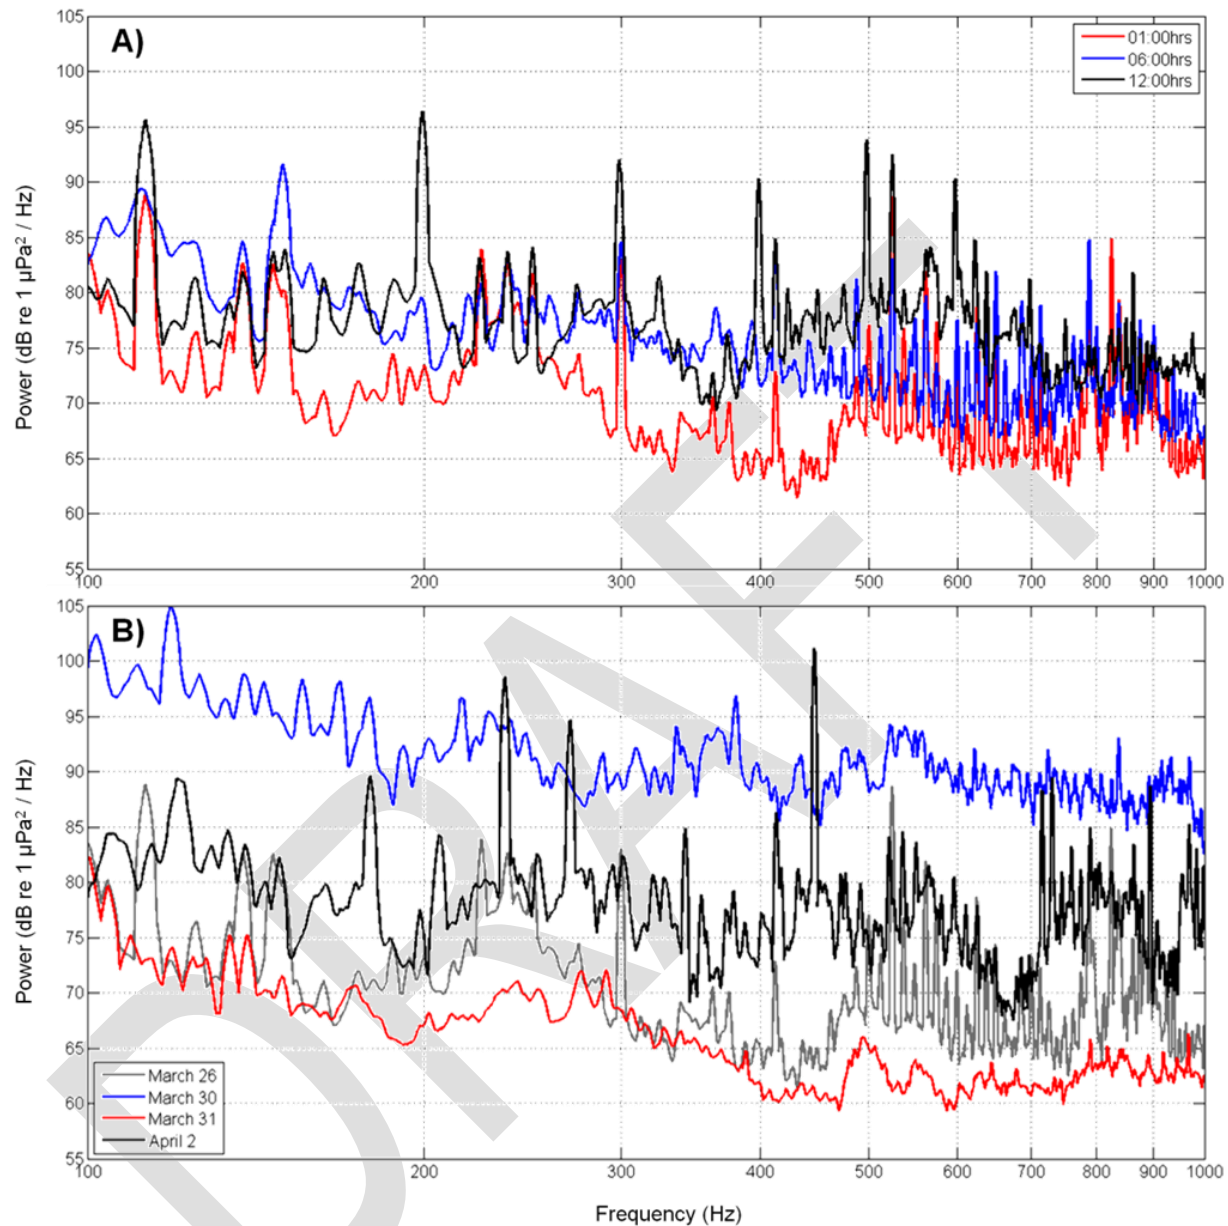 A)
105
100
95
90
85
80
75
70
65
60
55
Power (dB re 1 µPa² / Hz)
01:00hrs
06:00hrs
12:00hrs
100 200 300 400 500 600 700 800 900 1000
B)
105
100
95
90
85
80
75
70
65
60
55
Power (dB re 1 µPa² / Hz)
March 26
March 30
March 31
April 2
100 200 300 400 500 600 700 800 900 1000
Frequency (Hz)
DRAFT